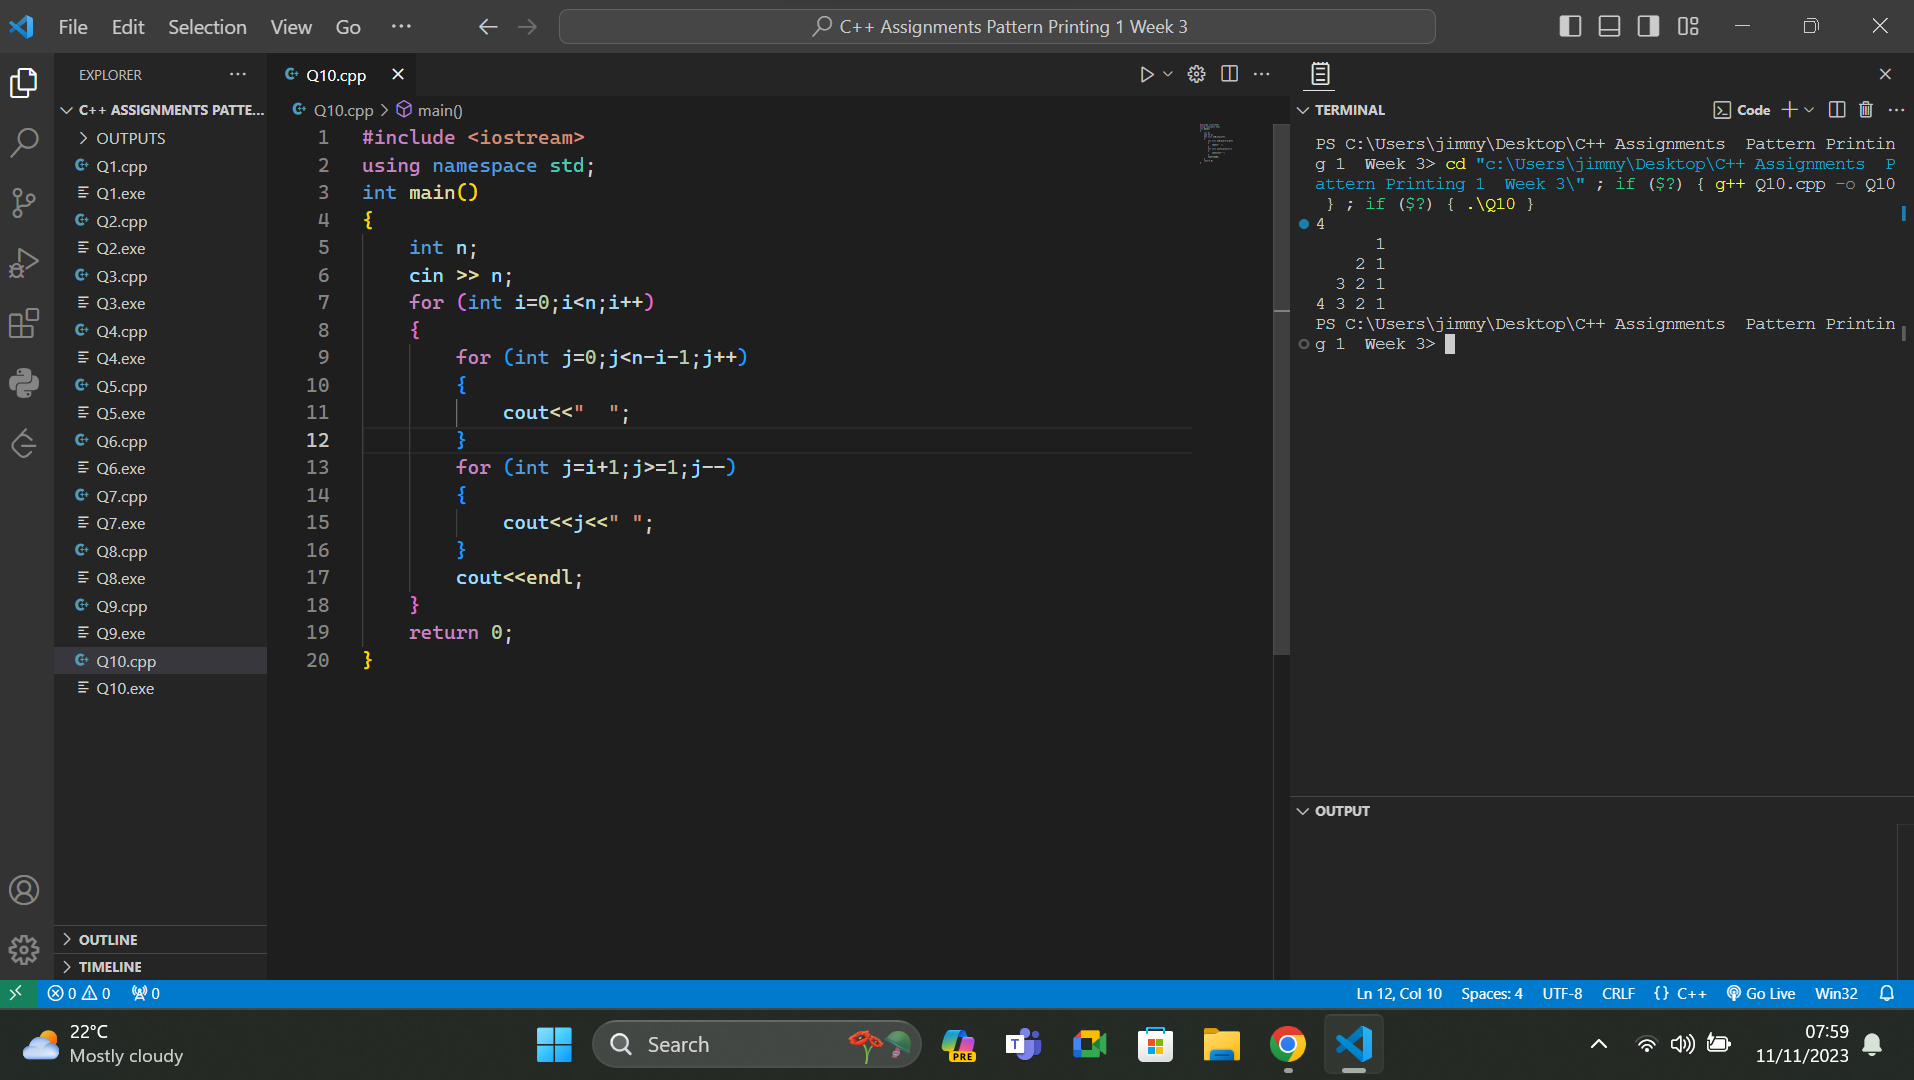 File Edit Selection View Go ··· C++ Assignments Pattern Printing 1 Week 3
EXPLORER ···
C++ ASSIGNMENTS PATTE...
OUTPUTS
Q1.cpp
Q1.exe
Q2.cpp
Q2.exe
Q3.cpp
Q3.exe
Q4.cpp
Q4.exe
Q5.cpp
Q5.exe
Q6.cpp
Q6.exe
Q7.cpp
Q7.exe
Q8.cpp
Q8.exe
Q9.cpp
Q9.exe
Q10.cpp
Q10.exe
OUTLINE
TIMELINE
Q10.cpp
Q10.cpp > main()
1 #include <iostream>
2 using namespace std;
3 int main()
4 {
5     int n;
6     cin >> n;
7     for (int i=0;i<n;i++)
8     {
9         for (int j=0;j<n-i-1;j++)
10         {
11             cout<<"  ";
12         }
13         for (int j=i+1;j>=1;j--)
14         {
15             cout<<j<<" ";
16         }
17         cout<<endl;
18     }
19     return 0;
20 }
TERMINAL Code
PS C:\Users\jimmy\Desktop\C++ Assignments  Pattern Printin
g 1  Week 3> cd "c:\Users\jimmy\Desktop\C++ Assignments  P
attern Printing 1  Week 3\" ; if ($?) { g++ Q10.cpp -o Q10
 } ; if ($?) { .\Q10 }
4
      1
    2 1
  3 2 1
4 3 2 1
PS C:\Users\jimmy\Desktop\C++ Assignments  Pattern Printin
g 1  Week 3>
OUTPUT
0 0 0 Ln 12, Col 10 Spaces: 4 UTF-8 CRLF {} C++ Go Live Win32
22°C
Mostly cloudy
Search
PRE
T
07:59
11/11/2023